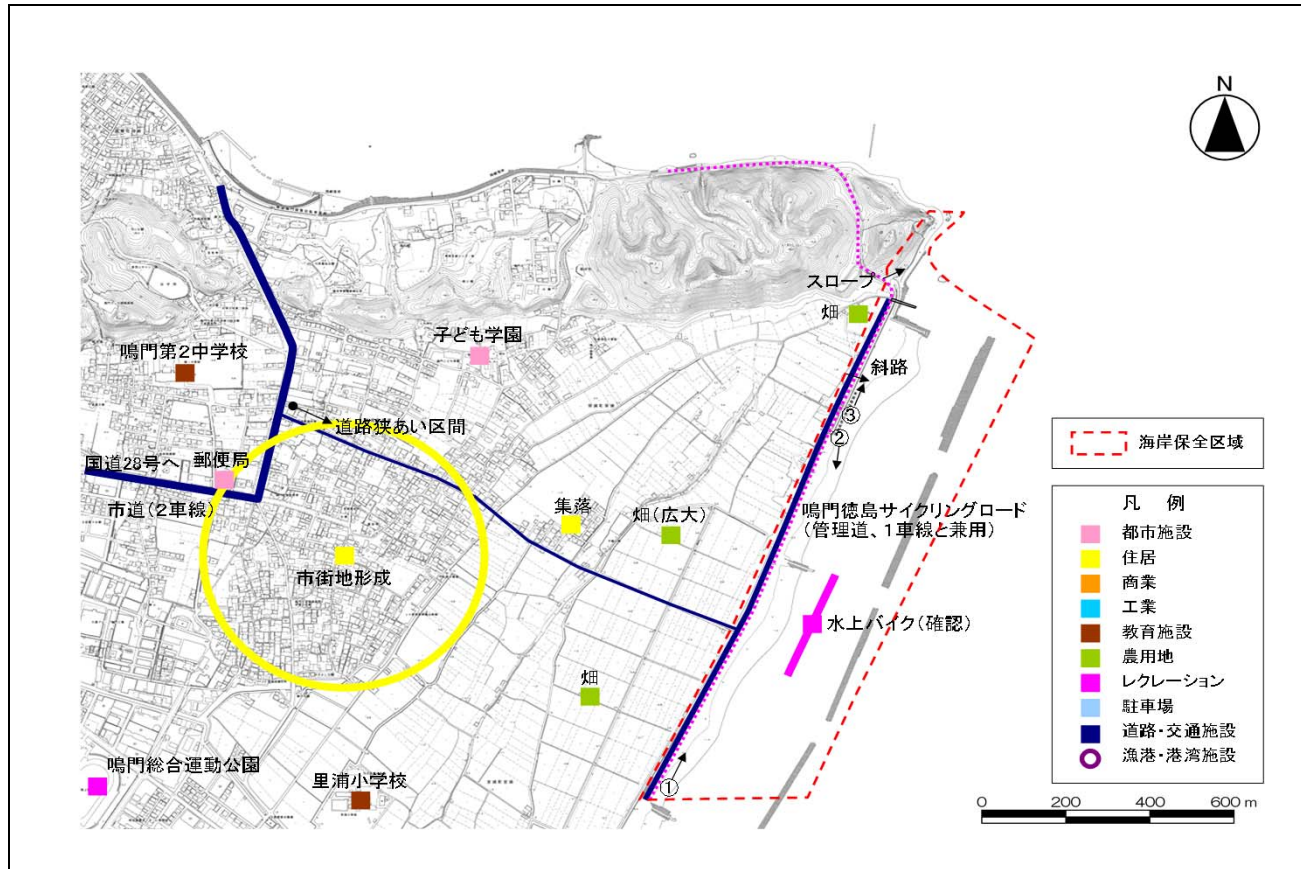 N
スロープ
畑
子ども学園
鳴門第2中学校
斜路
③
道路狭あい区間
②
海岸保全区域
郵便局
国道28号へ
市道(2車線)
集落
畑(広大)
鳴門徳島サイクリングロード
(管理道、1車線と兼用)
凡 例
都市施設
住居
商業
工業
教育施設
農用地
レクレーション
駐車場
道路・交通施設
漁港・港湾施設
市街地形成
水上バイク(確認)
畑
鳴門総合運動公園
里浦小学校
①
0 200 400 600 m